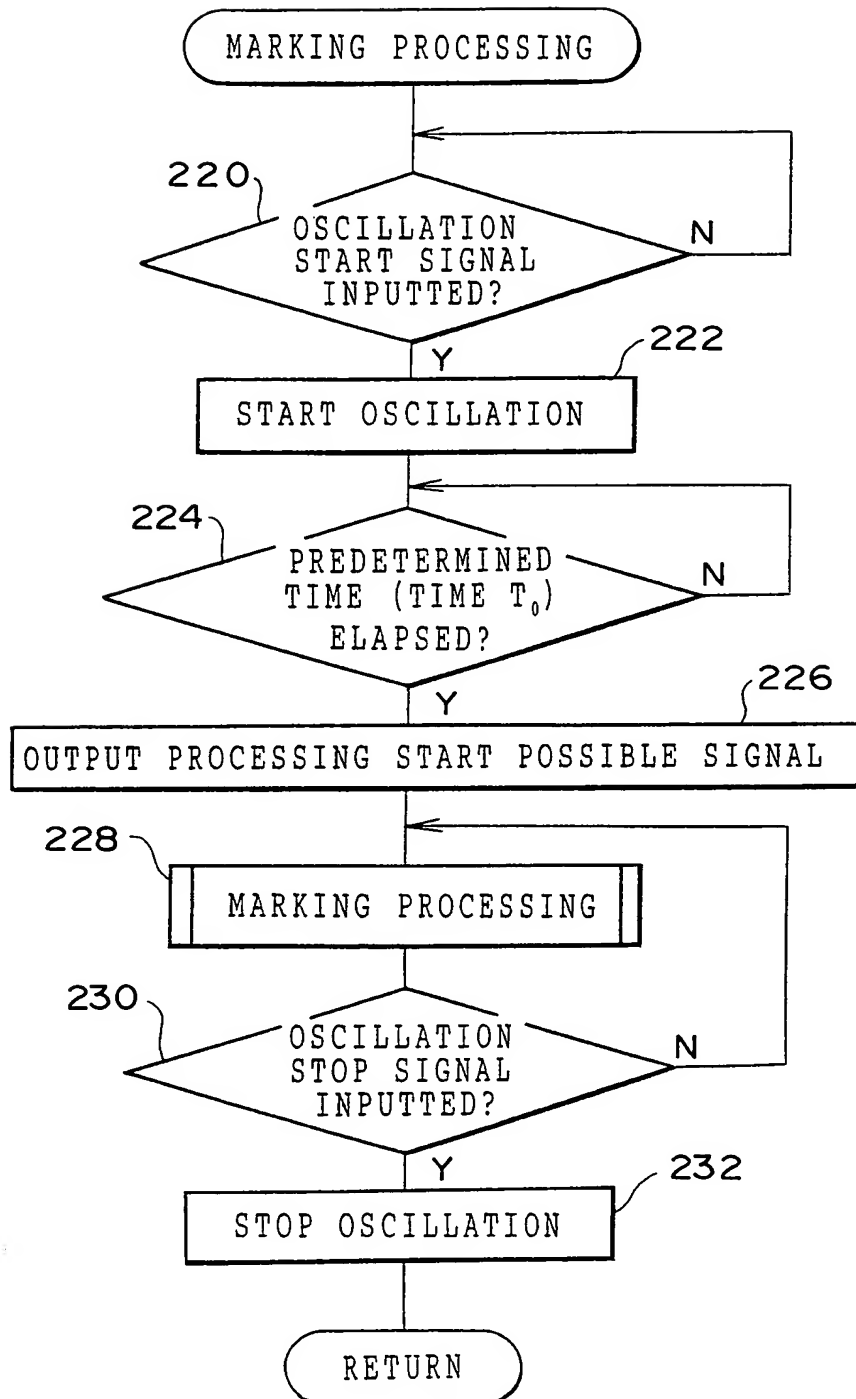 MARKING PROCESSING
220
OSCILLATION
START SIGNAL
INPUTTED?
N
Y
222
START OSCILLATION
224
PREDETERMINED
TIME (TIME T₀)
ELAPSED?
N
Y
226
OUTPUT PROCESSING START POSSIBLE SIGNAL
228
MARKING PROCESSING
230
OSCILLATION
STOP SIGNAL
INPUTTED?
N
Y
232
STOP OSCILLATION
RETURN